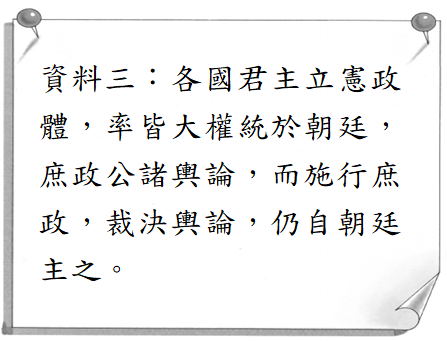 資料三：各國君主立憲政
體，率皆大權統於朝廷，
庶政公諸輿論，而施行庶
政，裁決輿論，仍自朝廷
主之。